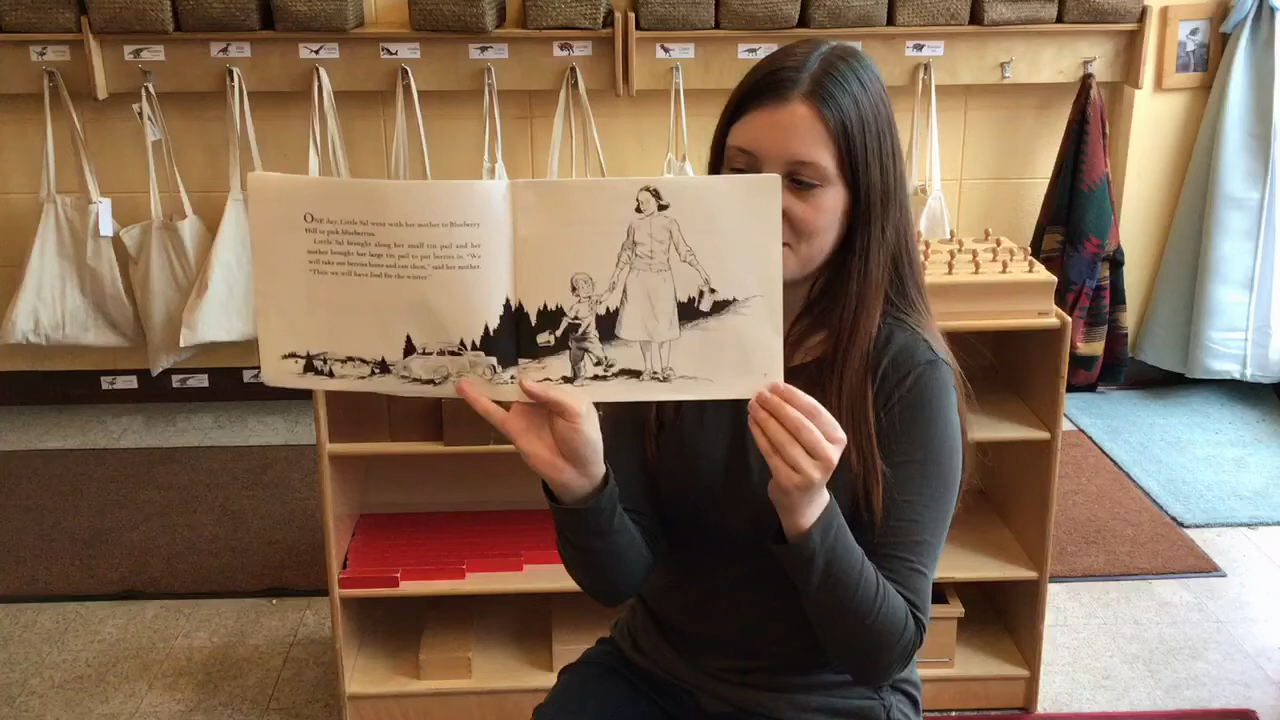 ONE day, Little Sal went with her mother to Blueberry
Hill to pick blueberries.
Little Sal brought along her small tin pail and her
mother brought her large tin pail to put berries in. "We
will take our berries home and can them," said her mother.
"Then we will have food for the winter."